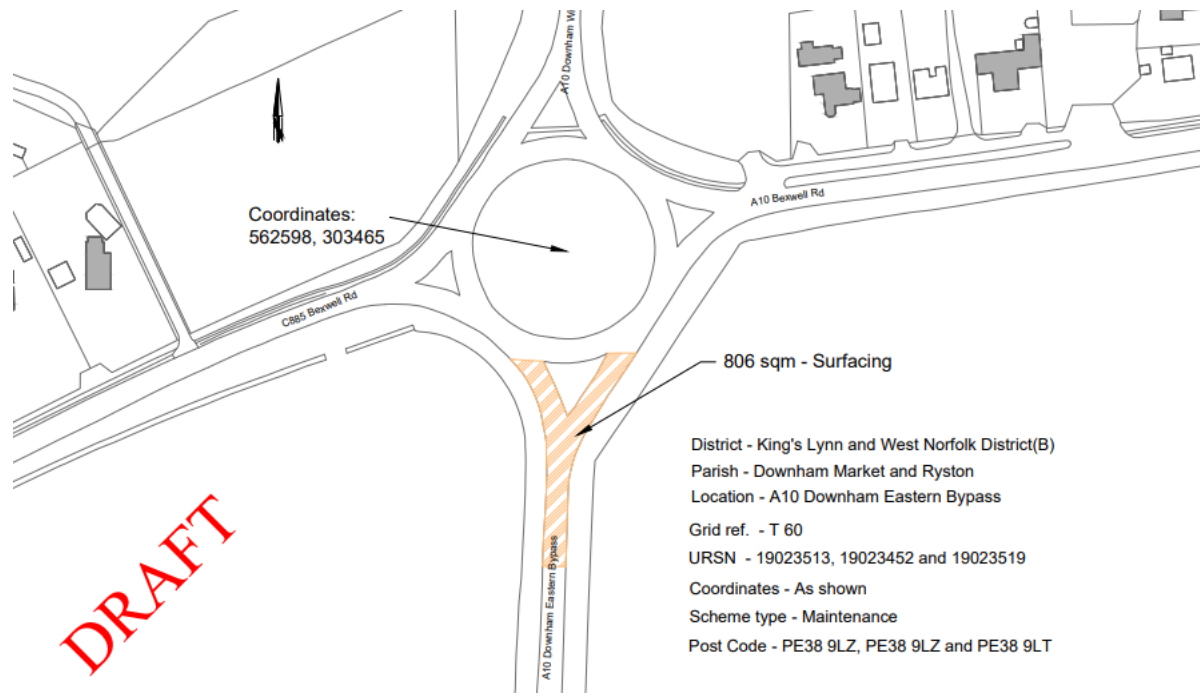 A10 Downham
A10 Bexwell Rd
Coordinates:
562598, 303465
C885 Bexwell Rd
806 sqm - Surfacing
District - King's Lynn and West Norfolk District(B)
Parish - Downham Market and Ryston
Location - A10 Downham Eastern Bypass
Grid ref. - T 60
URSN - 19023513, 19023452 and 19023519
Coordinates - As shown
Scheme type - Maintenance
Post Code - PE38 9LZ, PE38 9LZ and PE38 9LT
A10 Downham Eastern Bypass
DRAFT